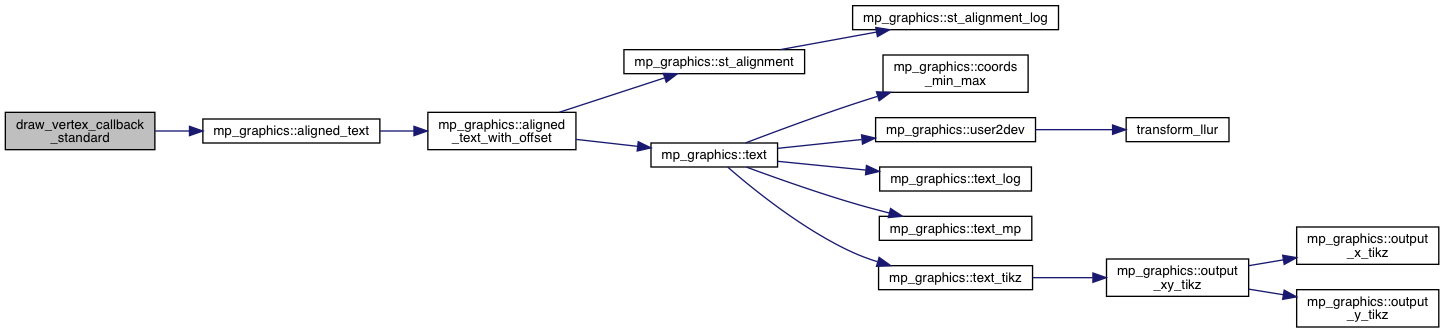 draw_vertex_callback
_standard
mp_graphics::aligned_text
mp_graphics::aligned
_text_with_offset
mp_graphics::st_alignment
mp_graphics::st_alignment_log
mp_graphics::text
mp_graphics::coords
_min_max
mp_graphics::user2dev
transform_llur
mp_graphics::text_log
mp_graphics::text_mp
mp_graphics::text_tikz
mp_graphics::output
_xy_tikz
mp_graphics::output
_x_tikz
mp_graphics::output
_y_tikz